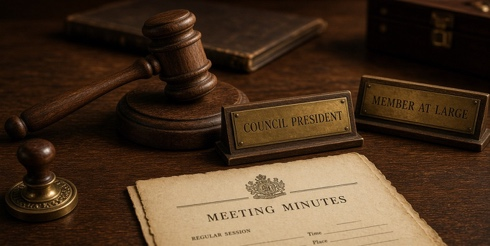 COUNCIL PRESIDENT
MEMBER AT LARGE
MEETING MINUTES
REGULAR SESSION
Time
Place